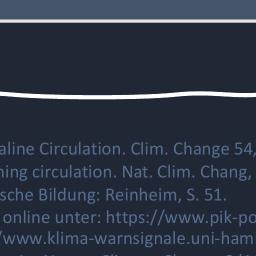 aline Circulation. Clim. Change 54,
ning circulation. Nat. Clim. Chang,
sche Bildung: Reinheim, S. 51.
online unter: https://www.pik-po
/www.klima-warnsignale.uni-ham